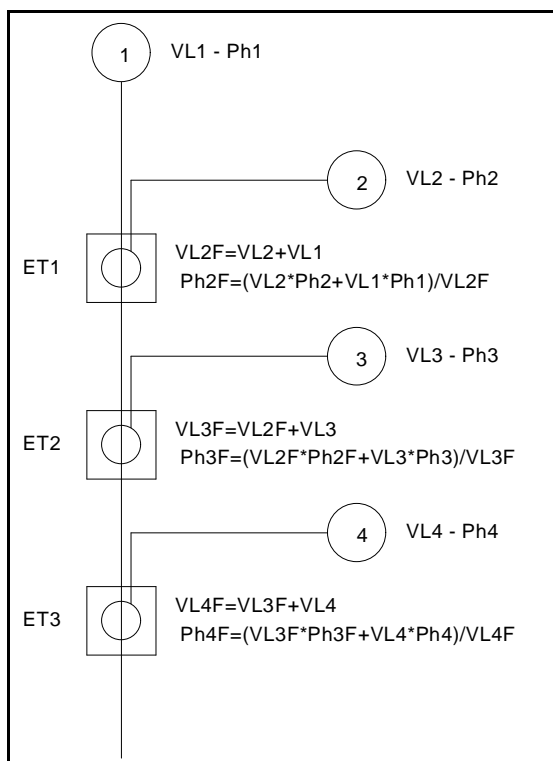 1 VL1 - Ph1
2 VL2 - Ph2
ET1
VL2F=VL2+VL1
Ph2F=(VL2*Ph2+VL1*Ph1)/VL2F
3 VL3 - Ph3
ET2
VL3F=VL2F+VL3
Ph3F=(VL2F*Ph2F+VL3*Ph3)/VL3F
4 VL4 - Ph4
ET3
VL4F=VL3F+VL4
Ph4F=(VL3F*Ph3F+VL4*Ph4)/VL4F